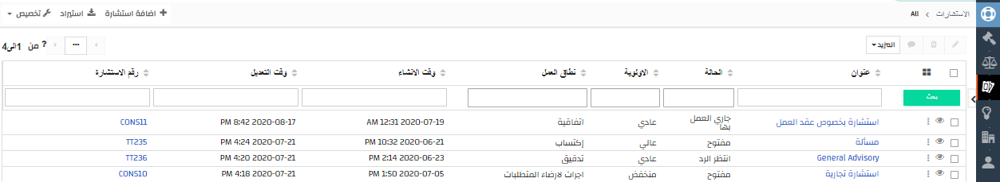 الاستشارات > All
+ اضافة استشارة استيراد تخصيص
المزيد
... 1الى4 من ?
عنوان الحالة الاولوية نطاق العمل وقت الانشاء وقت التعديل رقم الاستشارة
بحث
استشارة بخصوص عقد العمل جاري العمل بها عادي اتفاقية 2020-07-19 12:31 AM 2020-08-17 8:42 PM CONS11
مسألة مفتوح عالي إكتساب 2020-06-21 10:32 PM 2020-07-21 4:24 PM TT235
General Advisory انتظر الرد عادي تدقيق 2020-06-23 2:14 PM 2020-07-21 4:20 PM TT236
استشارة تجارية مفتوح منخفض اجرات لارضاء المتطلبات 2020-07-05 1:50 PM 2020-07-21 4:18 PM CONS10